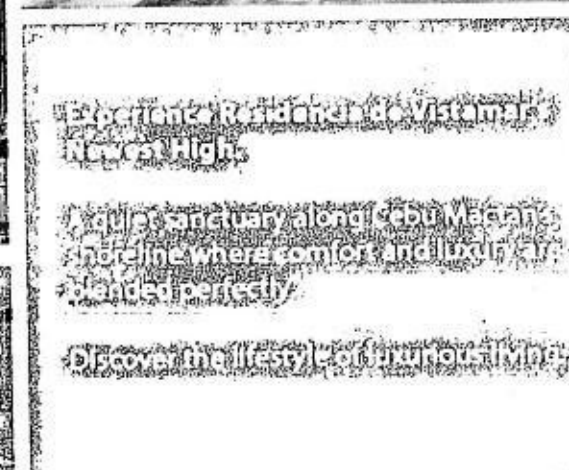 Experience Residencia de Vistamar's
Newest High.
A quiet sanctuary along Cebu Mactan's
shoreline where comfort and luxury are
blended perfectly.
Discover the lifestyle of luxurious living.